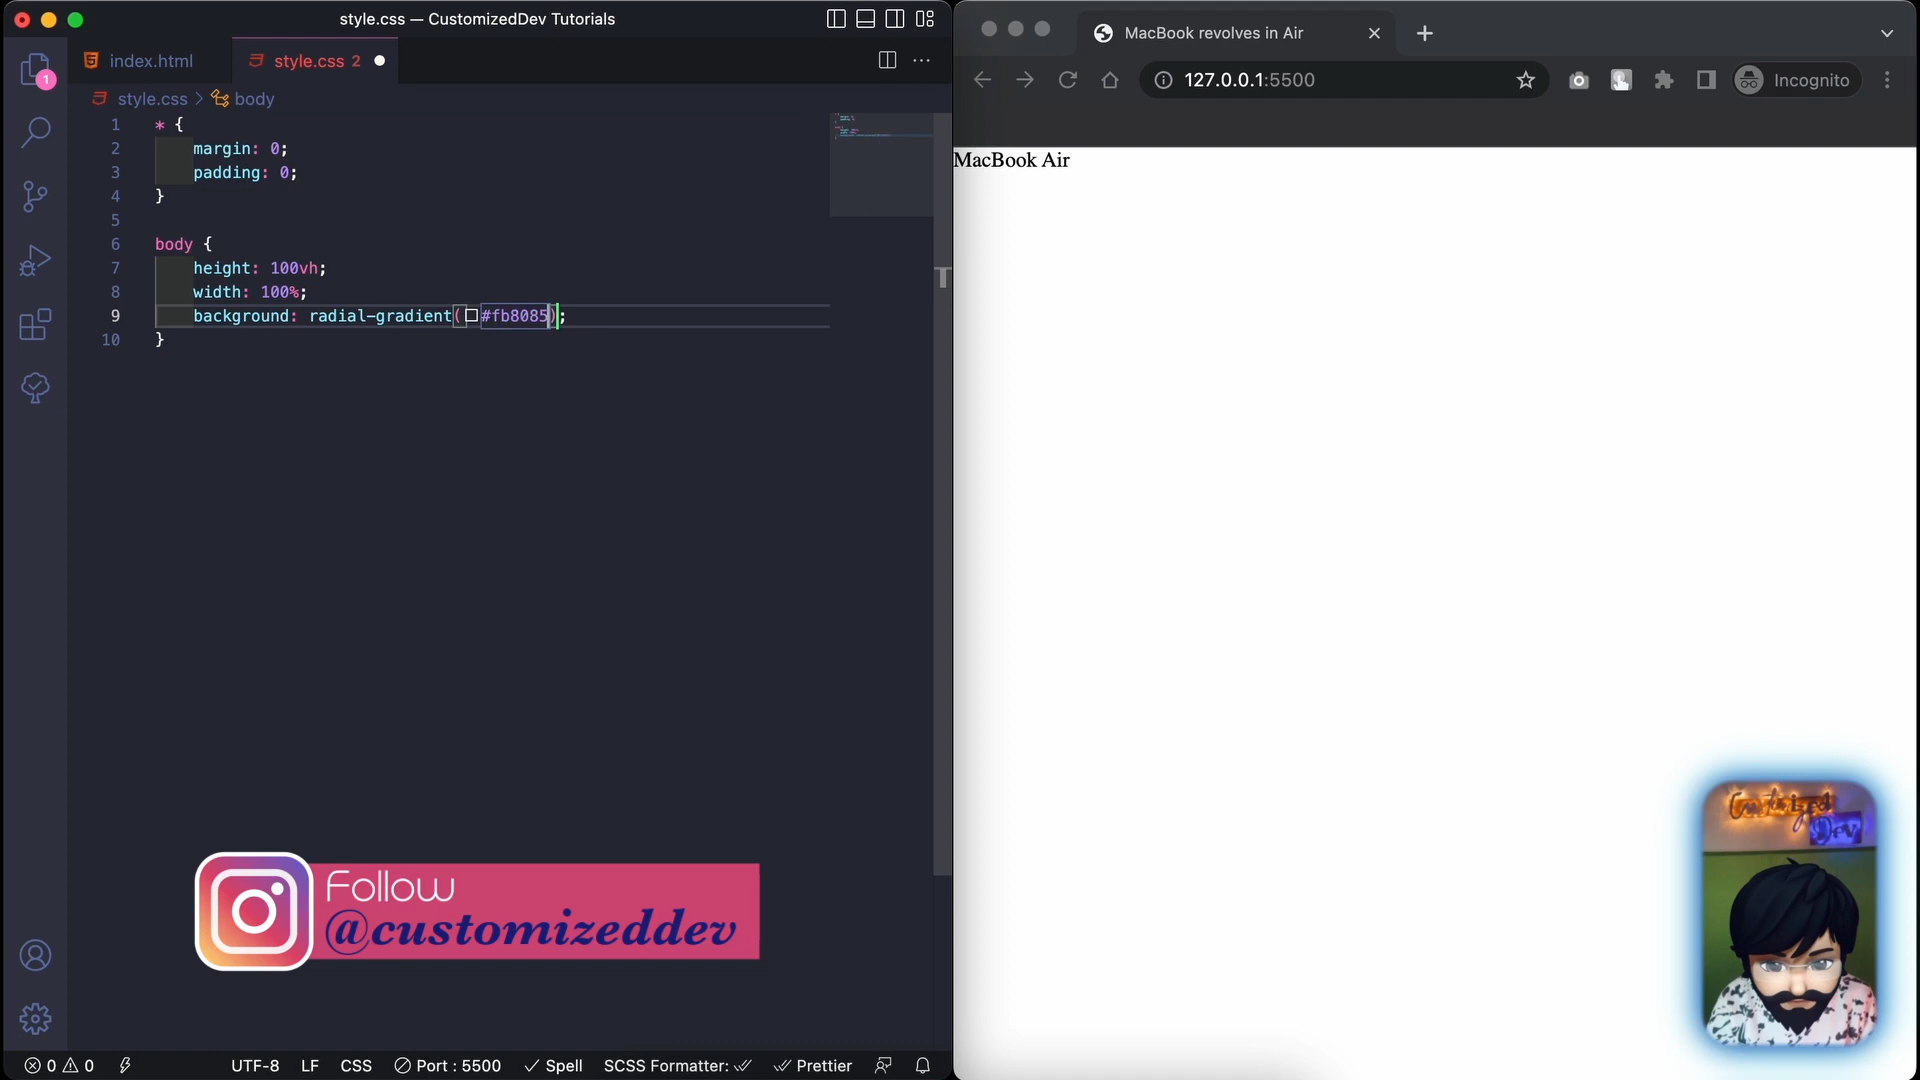 style.css — CustomizedDev Tutorials
index.html
style.css 2
style.css > body
1 * {
2 margin: 0;
3 padding: 0;
4 }
5
6 body {
7 height: 100vh;
8 width: 100%;
9 background: radial-gradient(#fb8085);
10 }
1
T
Follow
@customizeddev
0 0 UTF-8 LF CSS Port : 5500 Spell SCSS Formatter: Prettier
MacBook revolves in Air
127.0.0.1:5500
Incognito
MacBook Air
Customized
Dev